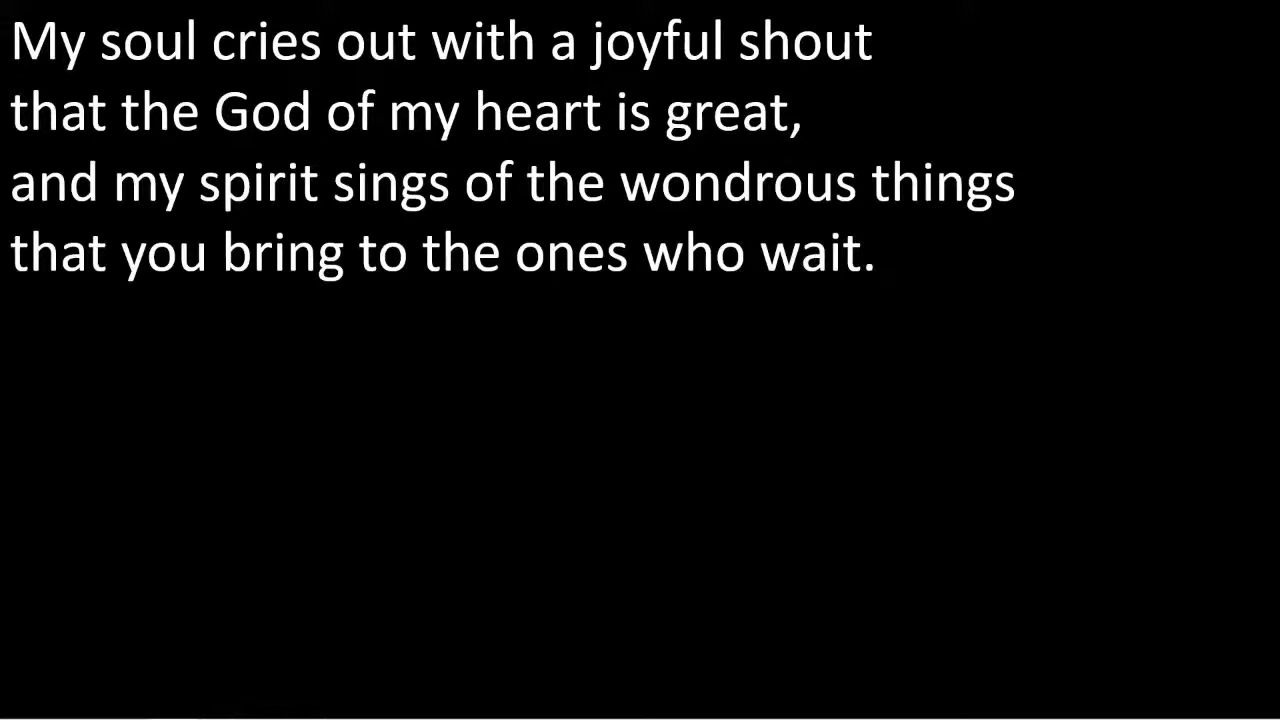 My soul cries out with a joyful shout
that the God of my heart is great,
and my spirit sings of the wondrous things
that you bring to the ones who wait.